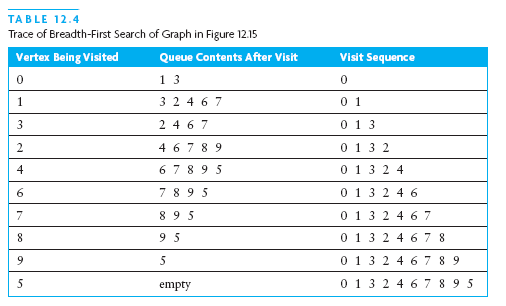 TABLE 12.4
Trace of Breadth-First Search of Graph in Figure 12.15
Vertex Being Visited Queue Contents After Visit Visit Sequence
0 1 3 0
1 3 2 4 6 7 0 1
3 2 4 6 7 0 1 3
2 4 6 7 8 9 0 1 3 2
4 6 7 8 9 5 0 1 3 2 4
6 7 8 9 5 0 1 3 2 4 6
7 8 9 5 0 1 3 2 4 6 7
8 9 5 0 1 3 2 4 6 7 8
9 5 0 1 3 2 4 6 7 8 9
5 empty 0 1 3 2 4 6 7 8 9 5